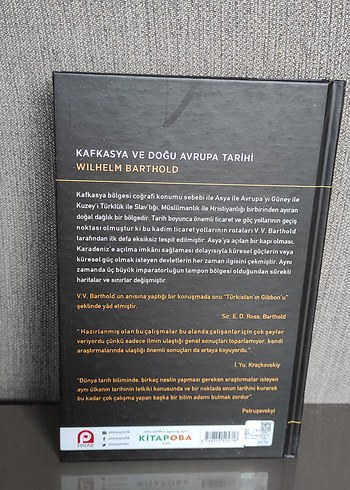 KAFKASYA VE DOĞU AVRUPA TARİHİ
WILHELM BARTHOLD
Kafkasya bölgesi coğrafi konumu sebebi ile Asya ile Avrupa'yı Güney ile
Kuzey'i Türklük ile Slav'lığı. Müslümanlık ile Hristiyanlığı birbirinden ayıran
doğal dağlık bir bölgedir. Tarih boyunca önemli ticaret ve göç yollarının geçiş
noktası olmuştur ki bu kadim ticaret yollarının rotaları V.V. Barthold
tarafından ilk defa eksiksiz tespit edilmiştir. Asya'ya açılan bir kapı olması.
Karadeniz'e açılma imkânı sağlaması dolayısıyla küresel güçlerin veya
küresel güç olmak isteyen devletlerin her zaman ilgisini çekmiştir. Aynı
zamanda üç büyük imparatorluğun tampon bölgesi olduğundan sürekli
haritalar ve sınırlar değişmiştir.
V.V. Barthold'un anısına yaptığı bir konuşmada onu "Türkistan'ın Gibbon'u"
şeklinde yâd etmiştir.
Sir. E. D. Rosa, Barthold
" Hazırlanmış olan bu çalışmalar bu alanda çalışanlar için çok şeyler
veriyordu çünkü sadece ilmin ulaştığı genel sonuçları toparlamıyor, kendi
araştırmalarında ulaştığı önemli sonuçları da ortaya koyuyordu."
İ. Yu. Kraçkovskiy
"Dünya tarih biliminde, birkaç neslin yapması gereken araştırmalar isteyen
aynı ülkenin tarihinin tetkiki konusunda ve bir noktada onun tarihini kurarak
bu kadar çok çalışma yapan başka bir bilim adamı bulmak zordur".
Petruşevskyi
PINAR
KİTAPOBA